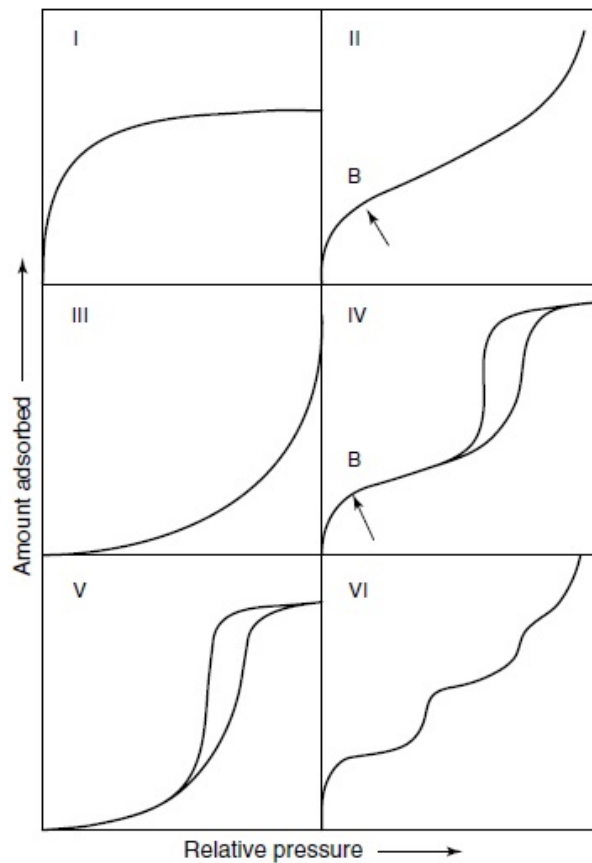 I
II
B
III
IV
B
V
VI
Amount adsorbed
Relative pressure